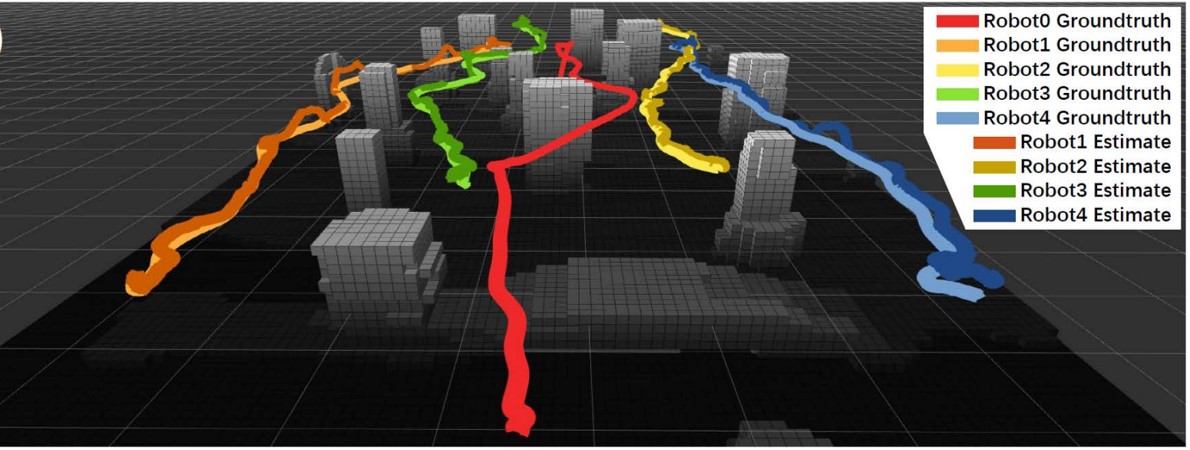 Robot0 Groundtruth
Robot1 Groundtruth
Robot2 Groundtruth
Robot3 Groundtruth
Robot4 Groundtruth
Robot1 Estimate
Robot2 Estimate
Robot3 Estimate
Robot4 Estimate